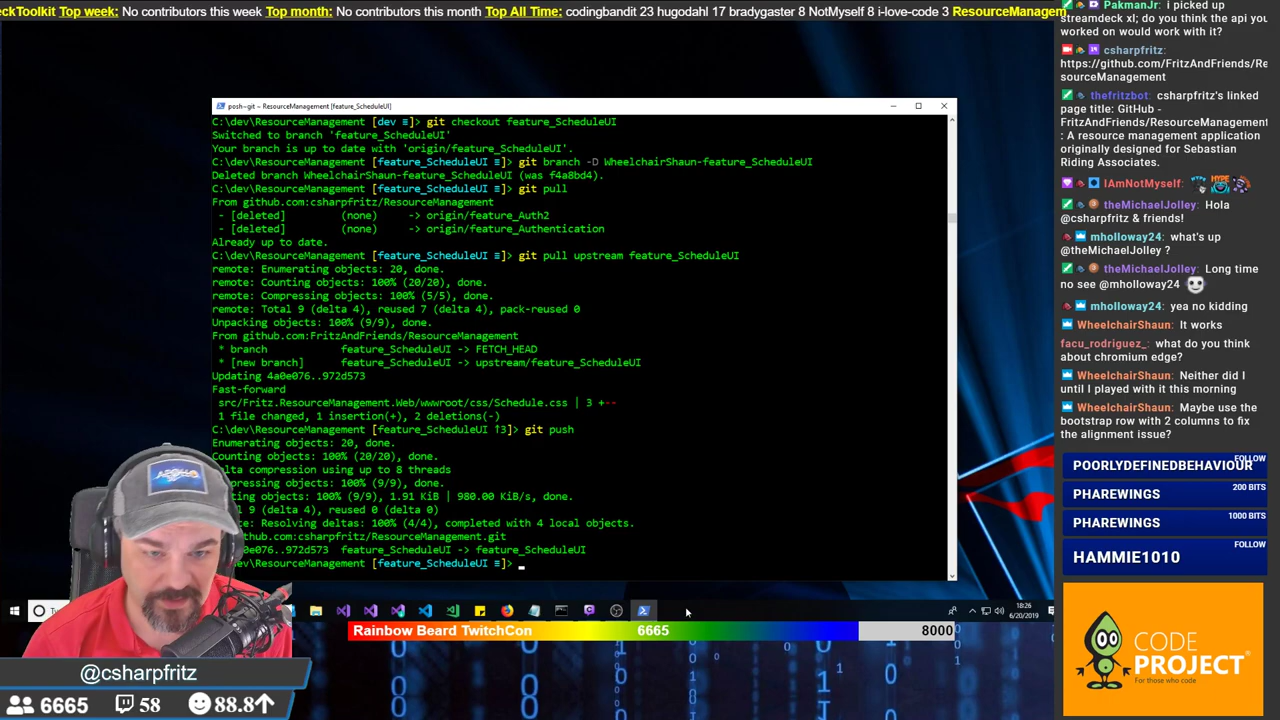 eckToolkit Top week: No contributors this week Top month: No contributors this month Top All Time: codingbandit 23 hugodahl 17 bradygaster 8 NotMyself 8 i-love-code 3 ResourceManagem
posh~git ~ ResourceManagement [feature_ScheduleUI]
C:\dev\ResourceManagement [dev ≡]> git checkout feature_ScheduleUI
Switched to branch 'feature_ScheduleUI'
Your branch is up to date with 'origin/feature_ScheduleUI'.
C:\dev\ResourceManagement [feature_ScheduleUI ≡]> git branch -D WheelchairShaun-feature_ScheduleUI
Deleted branch WheelchairShaun-feature_ScheduleUI (was f4a8bd4).
C:\dev\ResourceManagement [feature_ScheduleUI ≡]> git pull
From github.com:csharpfritz/ResourceManagement
- [deleted] (none) -> origin/feature_Auth2
- [deleted] (none) -> origin/feature_Authentication
Already up to date.
C:\dev\ResourceManagement [feature_ScheduleUI ≡]> git pull upstream feature_ScheduleUI
remote: Enumerating objects: 20, done.
remote: Counting objects: 100% (20/20), done.
remote: Compressing objects: 100% (5/5), done.
remote: Total 9 (delta 4), reused 7 (delta 4), pack-reused 0
Unpacking objects: 100% (9/9), done.
From github.com:FritzAndFriends/ResourceManagement
* branch feature_ScheduleUI -> FETCH_HEAD
* [new branch] feature_ScheduleUI -> upstream/feature_ScheduleUI
Updating 4a0e076..972d573
Fast-forward
src/Fritz.ResourceManagement.Web/wwwroot/css/Schedule.css | 3 +--
1 file changed, 1 insertion(+), 2 deletions(-)
C:\dev\ResourceManagement [feature_ScheduleUI ↑3]> git push
Enumerating objects: 20, done.
Counting objects: 100% (20/20), done.
elta compression using up to 8 threads
pressing objects: 100% (9/9), done.
ting objects: 100% (9/9), 1.91 KiB | 980.00 KiB/s, done.
9 (delta 4), reused 0 (delta 0)
e: Resolving deltas: 100% (4/4), completed with 4 local objects.
hub.com:csharpfritz/ResourceManagement.git
e076..972d573 feature_ScheduleUI -> feature_ScheduleUI
ev\ResourceManagement [feature_ScheduleUI ≡]>
PakmanJr: i picked up
streamdeck xl; do you think the api you
worked on would work with it?
csharpfritz:
https://github.com/FritzAndFriends/Re
sourceManagement
thefritzbot: csharpfritz's linked
page title: GitHub -
FritzAndFriends/ResourceManagement
: A resource management application
originally designed for Sebastian
Riding Associates.
IAmNotMyself:
theMichaelJolley: Hola
@csharpfritz & friends!
mholloway24: what's up
@theMichaelJolley ?
theMichaelJolley: Long time
no see @mholloway24
mholloway24: yea no kidding
WheelchairShaun: It works
facu_rodriguez_: what do you think
about chromium edge?
WheelchairShaun: Neither did I
until I played with it this morning
WheelchairShaun: Maybe use the
bootstrap row with 2 columns to fix
the alignment issue?
FOLLOW
POORLYDEFINEDBEHAVIOUR
200 BITS
PHAREWINGS
1000 BITS
PHAREWINGS
FOLLOW
HAMMIE1010
CODE
PROJECT®
For those who code
18:26
6/20/2019
Rainbow Beard TwitchCon 6665 8000
@csharpfritz
6665 58 88.8↑